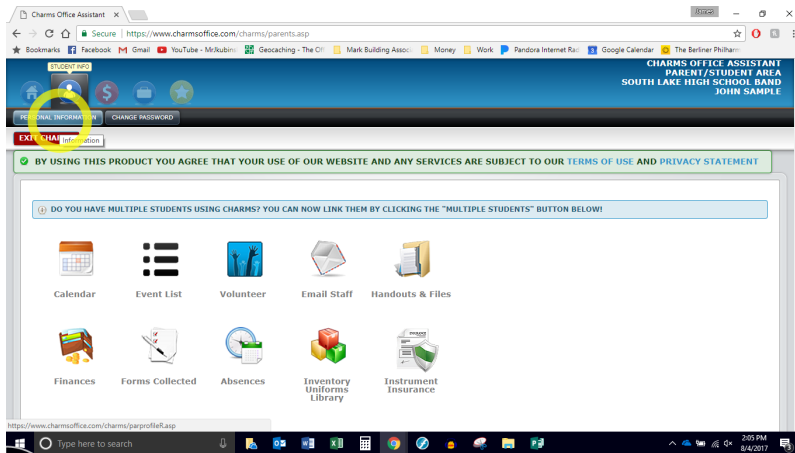 Charms Office Assistant
James
Secure | https://www.charmsoffice.com/charms/parents.asp
Bookmarks Facebook Gmail YouTube - MrJkubina Geocaching - The Offi Mark Building Associ Money Work Pandora Internet Rad Google Calendar The Berliner Philharm
STUDENT INFO
CHARMS OFFICE ASSISTANT
PARENT/STUDENT AREA
SOUTH LAKE HIGH SCHOOL BAND
JOHN SAMPLE
PERSONAL INFORMATION CHANGE PASSWORD
EXIT CHA
Information
BY USING THIS PRODUCT YOU AGREE THAT YOUR USE OF OUR WEBSITE AND ANY SERVICES ARE SUBJECT TO OUR TERMS OF USE AND PRIVACY STATEMENT
DO YOU HAVE MULTIPLE STUDENTS USING CHARMS? YOU CAN NOW LINK THEM BY CLICKING THE "MULTIPLE STUDENTS" BUTTON BELOW!
Calendar Event List Volunteer Email Staff Handouts & Files
Finances Forms Collected Absences Inventory Uniforms Library Instrument Insurance
https://www.charmsoffice.com/charms/parprofileR.asp
Type here to search
2:05 PM
8/4/2017